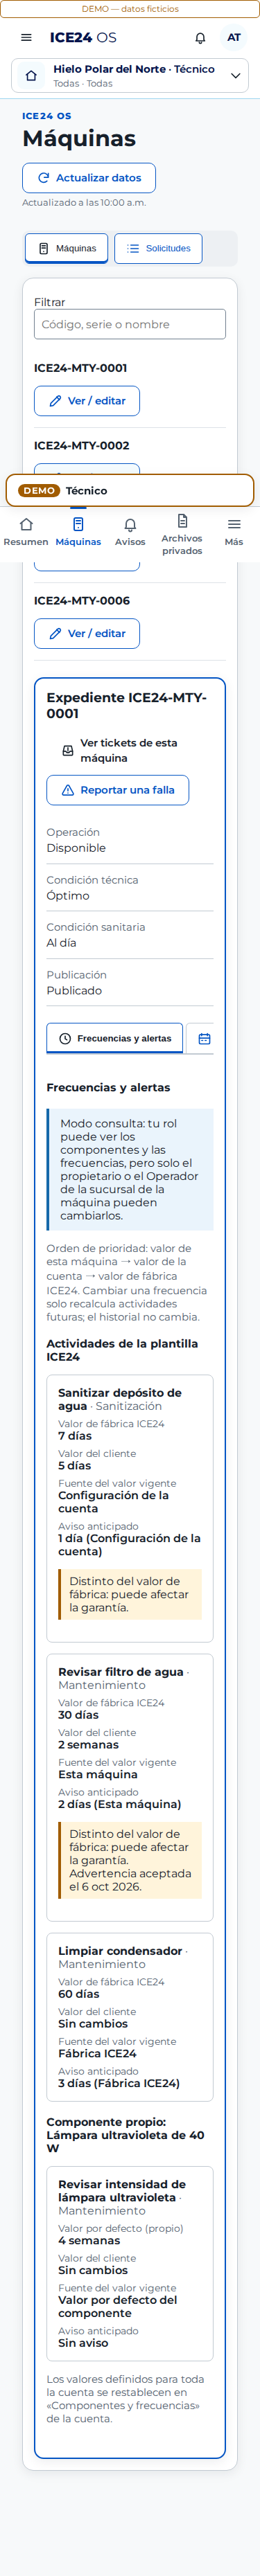 DEMO — datos ficticios
ICE24 OS
AT
Hielo Polar del Norte · Técnico
Todas · Todas
ICE24 OS
Máquinas
Actualizar datos
Actualizado a las 10:00 a.m.
Máquinas
Solicitudes
Filtrar
Código, serie o nombre
ICE24-MTY-0001
Ver / editar
ICE24-MTY-0002
DEMO Técnico
Resumen
Máquinas
Avisos
Archivos
privados
Más
ICE24-MTY-0006
Ver / editar
Expediente ICE24-MTY-
0001
Ver tickets de esta
máquina
Reportar una falla
Operación
Disponible
Condición técnica
Óptimo
Condición sanitaria
Al día
Publicación
Publicado
Frecuencias y alertas
Frecuencias y alertas
Modo consulta: tu rol
puede ver los
componentes y las
frecuencias, pero solo el
propietario o el Operador
de la sucursal de la
máquina pueden
cambiarlos.
Orden de prioridad: valor de
esta máquina → valor de la
cuenta → valor de fábrica
ICE24. Cambiar una frecuencia
solo recalcula actividades
futuras; el historial no cambia.
Actividades de la plantilla
ICE24
Sanitizar depósito de
agua · Sanitización
Valor de fábrica ICE24
7 días
Valor del cliente
5 días
Fuente del valor vigente
Configuración de la
cuenta
Aviso anticipado
1 día (Configuración de la
cuenta)
Distinto del valor de
fábrica: puede afectar
la garantía.
Revisar filtro de agua ·
Mantenimiento
Valor de fábrica ICE24
30 días
Valor del cliente
2 semanas
Fuente del valor vigente
Esta máquina
Aviso anticipado
2 días (Esta máquina)
Distinto del valor de
fábrica: puede afectar
la garantía.
Advertencia aceptada
el 6 oct 2026.
Limpiar condensador ·
Mantenimiento
Valor de fábrica ICE24
60 días
Valor del cliente
Sin cambios
Fuente del valor vigente
Fábrica ICE24
Aviso anticipado
3 días (Fábrica ICE24)
Componente propio:
Lámpara ultravioleta de 40
W
Revisar intensidad de
lámpara ultravioleta ·
Mantenimiento
Valor por defecto (propio)
4 semanas
Valor del cliente
Sin cambios
Fuente del valor vigente
Valor por defecto del
componente
Aviso anticipado
Sin aviso
Los valores definidos para toda
la cuenta se restablecen en
«Componentes y frecuencias»
de la cuenta.